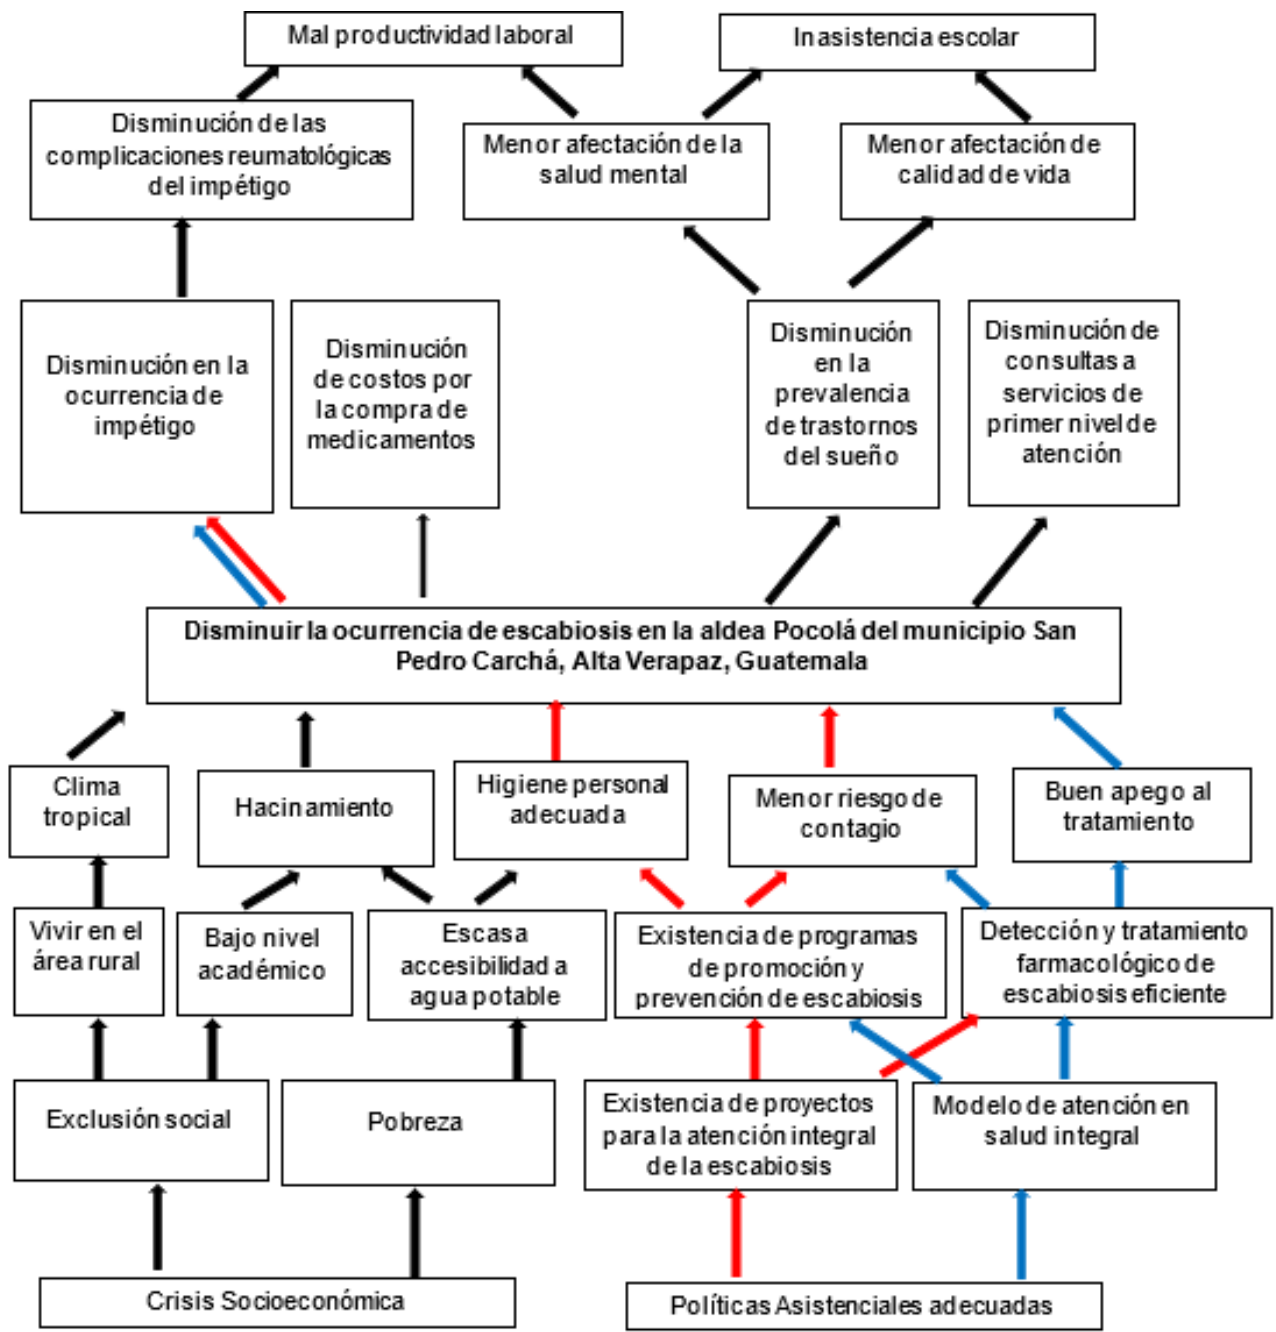 Mal productividad laboral
Inasistencia escolar
Disminución de las
complicaciones reumatológicas
del impétigo
Menor afectación de la
salud mental
Menor afectación de
calidad de vida
Disminución en la
ocurrencia de
impétigo
Disminución
de costos por
la compra de
medicamentos
Disminución
en la
prevalencia
de trastornos
del sueño
Disminución de
consultas a
servicios de
primer nivel de
atención
Disminuir la ocurrencia de escabiosis en la aldea Pocolá del municipio San
Pedro Carchá, Alta Verapaz, Guatemala
Clima
tropical
Hacinamiento
Higiene personal
adecuada
Menor riesgo de
contagio
Buen apego al
tratamiento
Vivir en el
área rural
Bajo nivel
académico
Escasa
accesibilidad a
agua potable
Existencia de programas
de promoción y
prevención de escabiosis
Detección y tratamiento
farmacológico de
escabiosis eficiente
Exclusión social
Pobreza
Existencia de proyectos
para la atención integral
de la escabiosis
Modelo de atención en
salud integral
Crisis Socioeconómica
Políticas Asistenciales adecuadas